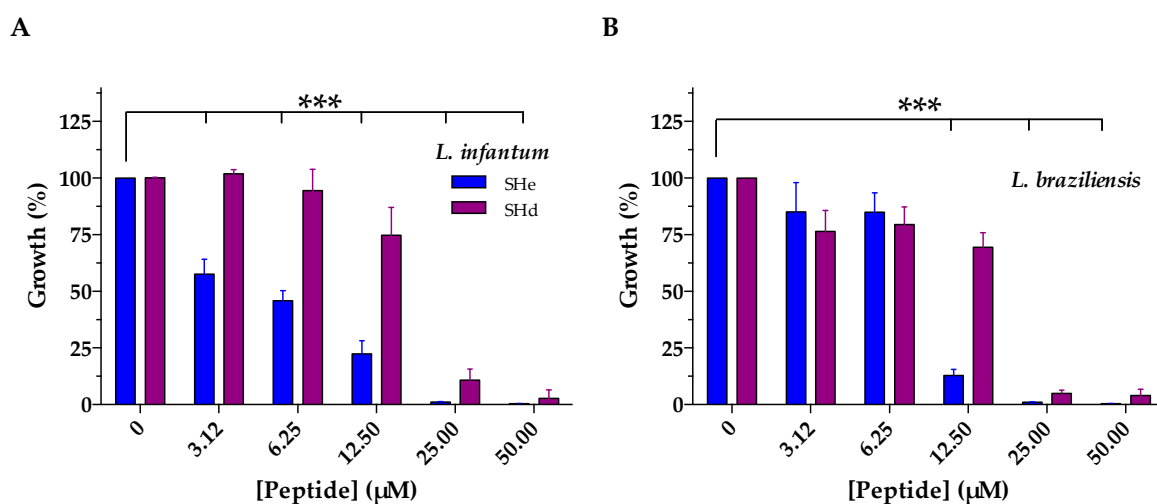 A
***
125
100
75
50
25
0
Growth (%)
L. infantum
SHe
SHd
0
3.12
6.25
12.50
25.00
50.00
[Peptide] (μM)
B
***
125
100
75
50
25
0
Growth (%)
L. braziliensis
0
3.12
6.25
12.50
25.00
50.00
[Peptide] (μM)